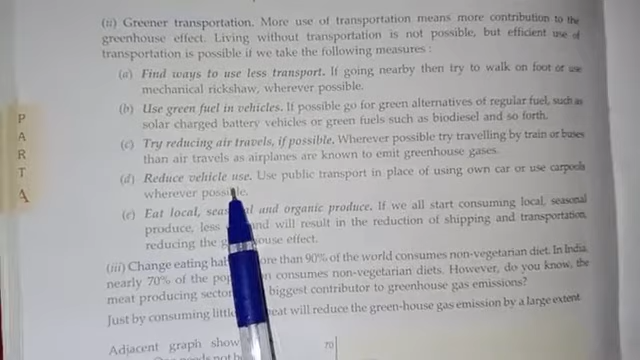 (ii) Greener transportation. More use of transportation means more contribution to the
greenhouse effect. Living without transportation is not possible, but efficient use of
transportation is possible if we take the following measures :
(a) Find ways to use less transport. If going nearby then try to walk on foot or use
mechanical rickshaw, wherever possible.
(b) Use green fuel in vehicles. If possible go for green alternatives of regular fuel, such as
solar charged battery vehicles or green fuels such as biodiesel and so forth.
(c) Try reducing air travels, if possible. Wherever possible try travelling by train or buses
than air travels as airplanes are known to emit greenhouse gases.
(d) Reduce vehicle use. Use public transport in place of using own car or use carpools
wherever possible.
(e) Eat local, and organic produce. If we all start consuming local, seasonal
produce, less and will result in the reduction of shipping and transportation,
reducing the effect.
(iii) Change eating more than 90% of the world consumes non-vegetarian diet. In India
nearly 70% of the consumes non-vegetarian diets. However, do you know, the
meat producing biggest contributor to greenhouse gas emissions?
Just by consuming meat will reduce the green-house gas emission by a large extent
Adjacent graph 70
PART A